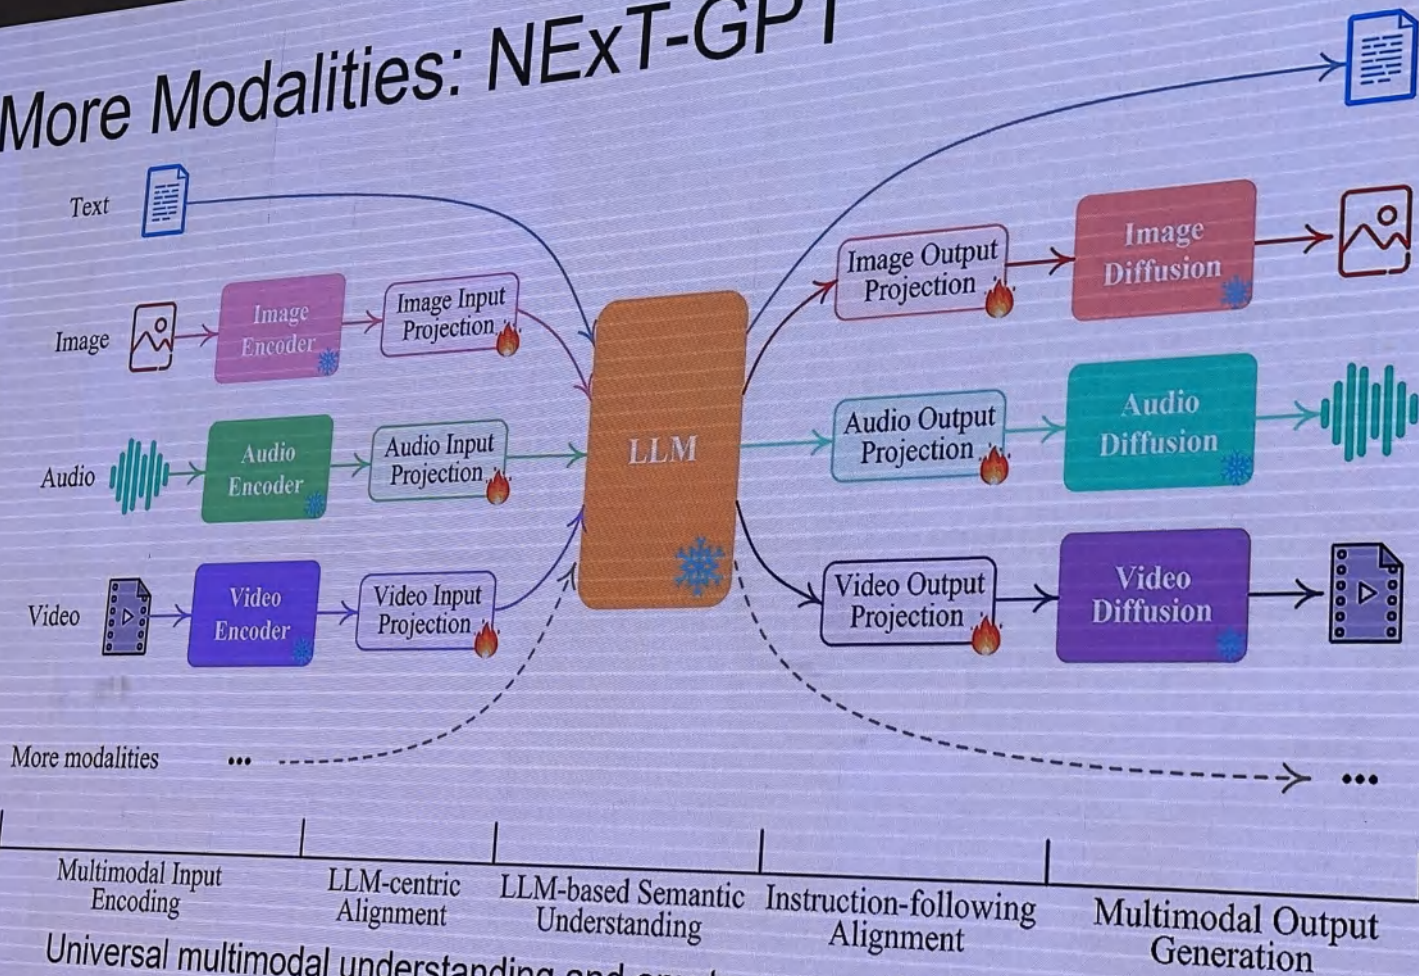 More Modalities: NExT-GPT
Text
Image
Image
Encoder
Image Input
Projection
Audio
Audio
Encoder
Audio Input
Projection
Video
Video
Encoder
Video Input
Projection
More modalities
...
LLM
Image Output
Projection
Image
Diffusion
Audio Output
Projection
Audio
Diffusion
Video Output
Projection
Video
Diffusion
...
Multimodal Input
Encoding
LLM-centric
Alignment
LLM-based Semantic
Understanding
Instruction-following
Alignment
Multimodal Output
Generation
Universal multimodal understanding and